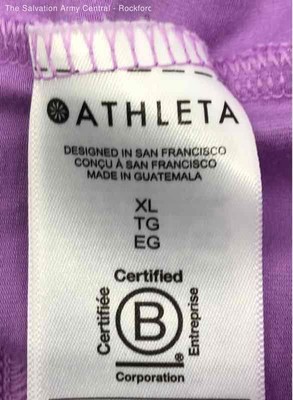 The Salvation Army Central - Rockforc
ATHLETA
DESIGNED IN SAN FRANCISCO
CONÇU À SAN FRANCISCO
MADE IN GUATEMALA
XL
TG
EG
Certified
Certifiée
B
Entreprise
®
Corporation